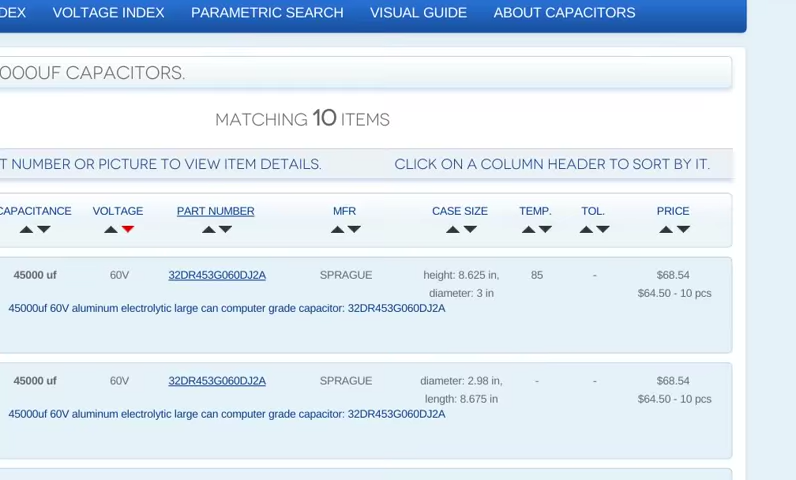 DEX VOLTAGE INDEX PARAMETRIC SEARCH VISUAL GUIDE ABOUT CAPACITORS
000UF CAPACITORS.
MATCHING 10 ITEMS
T NUMBER OR PICTURE TO VIEW ITEM DETAILS. CLICK ON A COLUMN HEADER TO SORT BY IT.
CAPACITANCE VOLTAGE PART NUMBER MFR CASE SIZE TEMP. TOL. PRICE
45000 uf 60V 32DR453G060DJ2A SPRAGUE height: 8.625 in, 85 - $68.54
diameter: 3 in $64.50 - 10 pcs
45000uf 60V aluminum electrolytic large can computer grade capacitor: 32DR453G060DJ2A
45000 uf 60V 32DR453G060DJ2A SPRAGUE diameter: 2.98 in, - - $68.54
length: 8.675 in $64.50 - 10 pcs
45000uf 60V aluminum electrolytic large can computer grade capacitor: 32DR453G060DJ2A